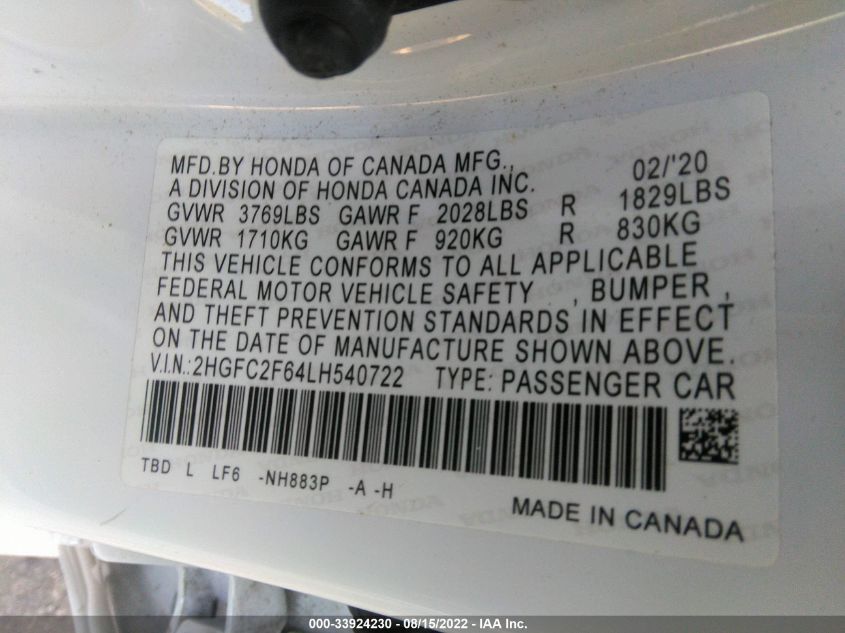 MFD.BY HONDA OF CANADA MFG., 02/'20
A DIVISION OF HONDA CANADA INC.
GVWR 3769LBS GAWR F 2028LBS R 1829LBS
GVWR 1710KG GAWR F 920KG R 830KG
THIS VEHICLE CONFORMS TO ALL APPLICABLE
FEDERAL MOTOR VEHICLE SAFETY , BUMPER ,
AND THEFT PREVENTION STANDARDS IN EFFECT
ON THE DATE OF MANUFACTURE SHOWN ABOVE.
V.I.N.:2HGFC2F64LH540722 TYPE: PASSENGER CAR
TBD L LF6 -NH883P -A -H
MADE IN CANADA
000-33924230 - 08/15/2022 - IAA Inc.